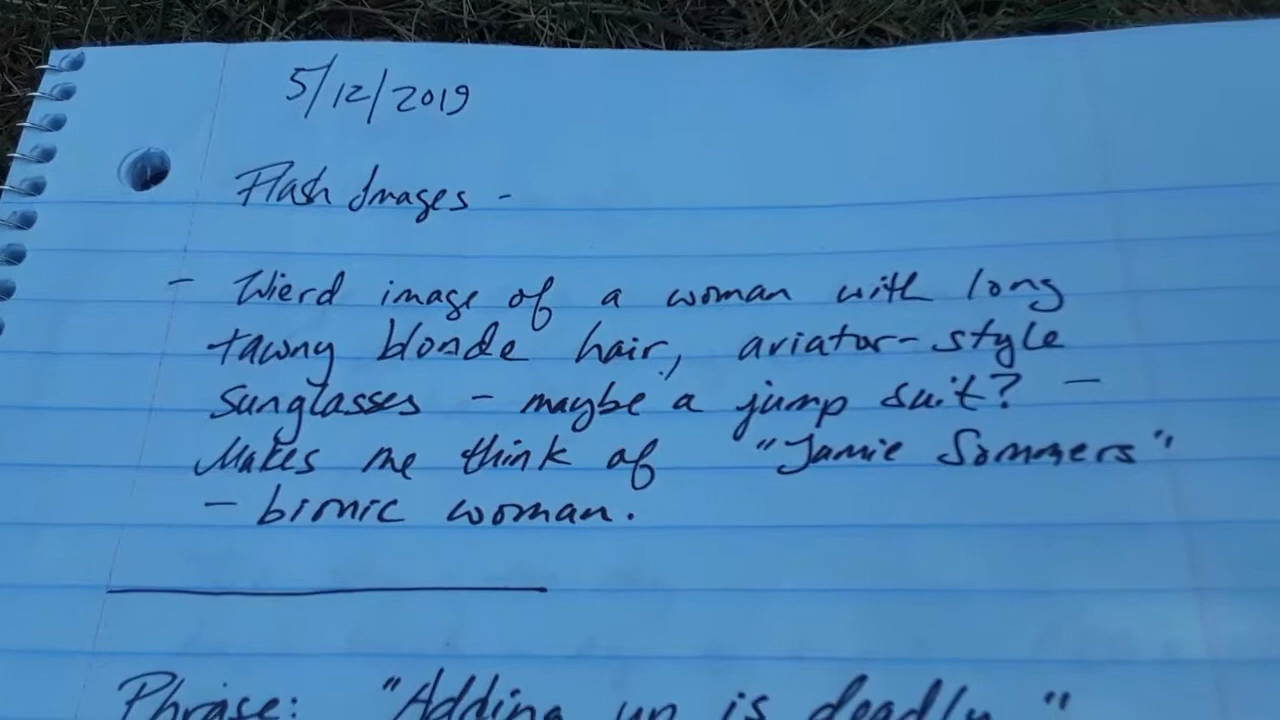 5/12/2019
Flash Images -
- Wierd image of a woman with long
tawny blonde hair, aviator-style
sunglasses - maybe a jump suit? -
Makes me think of "Jamie Sommers"
- bionic woman.
Phrase: "Adding up is deadly"